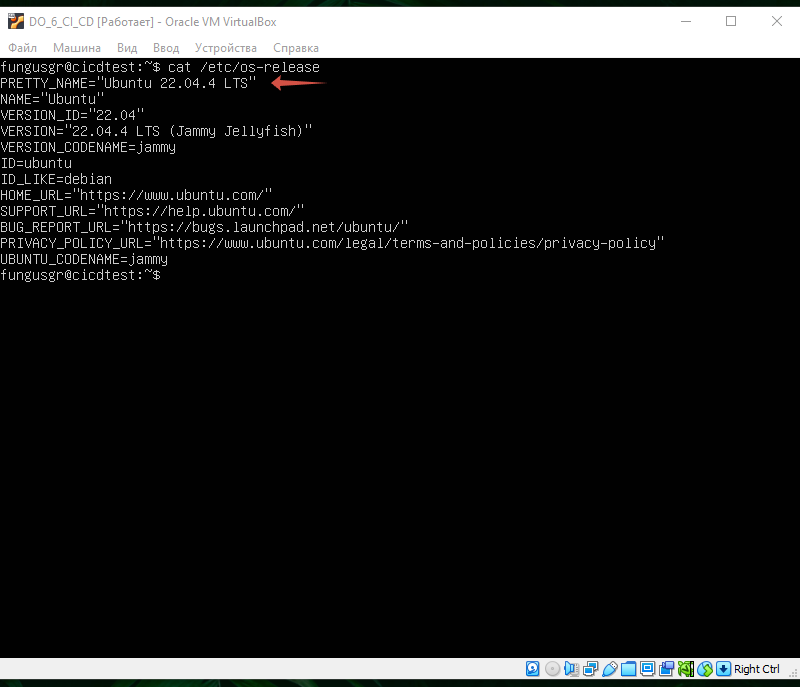 DO_6_CI_CD [Работает] - Oracle VM VirtualBox
Файл Машина Вид Ввод Устройства Справка
fungusgr@cicdtest:~$ cat /etc/os-release
PRETTY_NAME="Ubuntu 22.04.4 LTS"
NAME="Ubuntu"
VERSION_ID="22.04"
VERSION="22.04.4 LTS (Jammy Jellyfish)"
VERSION_CODENAME=jammy
ID=ubuntu
ID_LIKE=debian
HOME_URL="https://www.ubuntu.com/"
SUPPORT_URL="https://help.ubuntu.com/"
BUG_REPORT_URL="https://bugs.launchpad.net/ubuntu/"
PRIVACY_POLICY_URL="https://www.ubuntu.com/legal/terms-and-policies/privacy-policy"
UBUNTU_CODENAME=jammy
fungusgr@cicdtest:~$
Right Ctrl